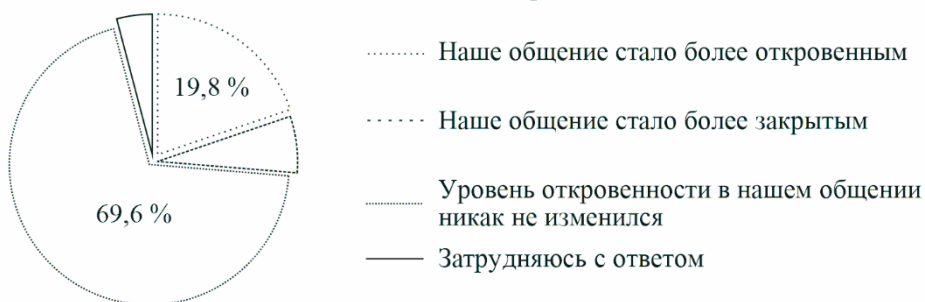 19,8 %
69,6 %
Наше общение стало более откровенным
Наше общение стало более закрытым
Уровень откровенности в нашем общении
никак не изменился
Затрудняюсь с ответом